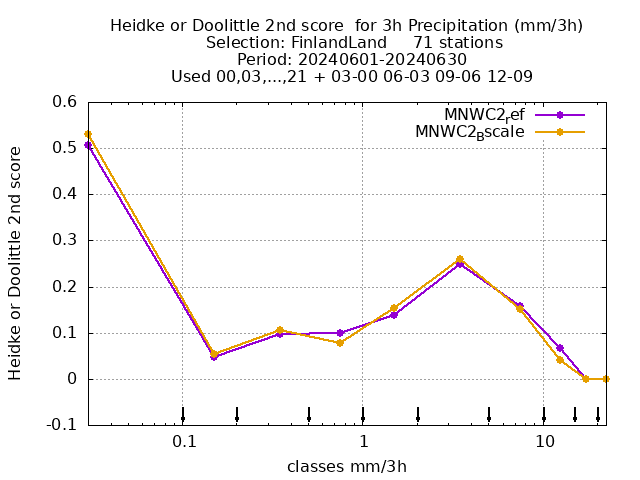 Heidke or Doolittle 2nd score  for 3h Precipitation (mm/3h)
Selection: FinlandLand     71 stations
Period: 20240601-20240630
Used 00,03,...,21 + 03-00 06-03 09-06 12-09
MNWC2_ref
MNWC2_Bscale
Heidke or Doolittle 2nd score
0.6
0.5
0.4
0.3
0.2
0.1
0
-0.1
0.1 1 10
classes mm/3h